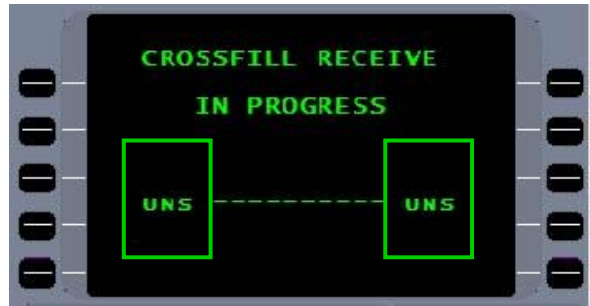 CROSSFILL RECEIVE
IN PROGRESS
UNS ---------- UNS